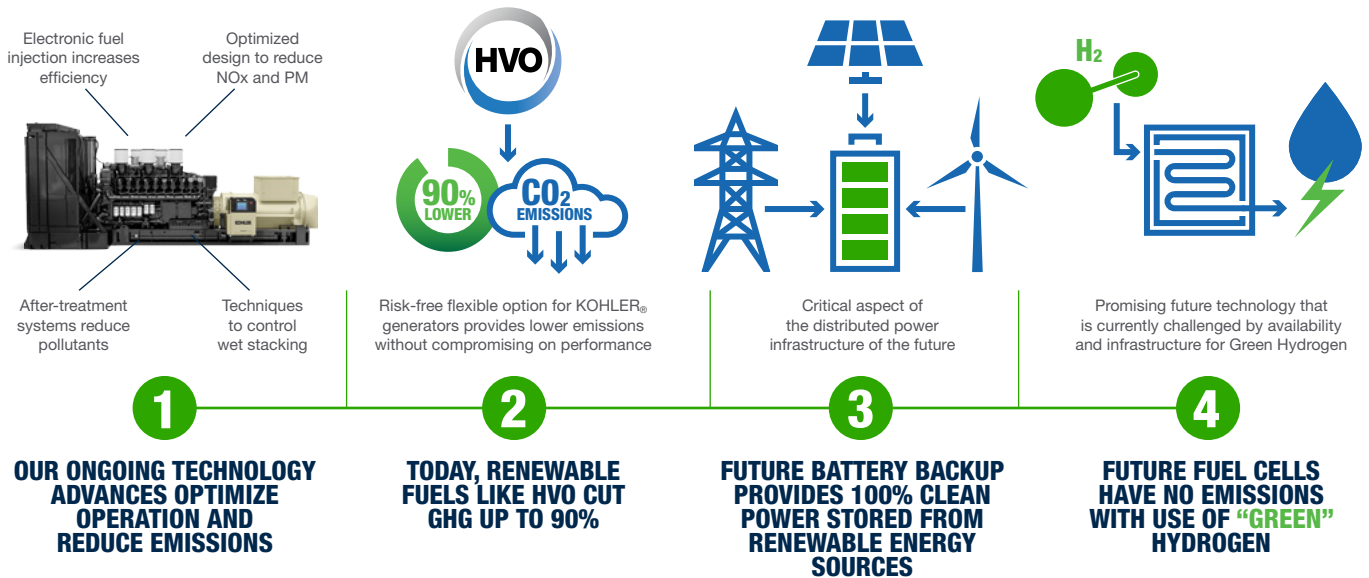 Electronic fuel
injection increases
efficiency
Optimized
design to reduce
NOx and PM
KOHLER
After-treatment
systems reduce
pollutants
Techniques
to control
wet stacking
1
OUR ONGOING TECHNOLOGY
ADVANCES OPTIMIZE
OPERATION AND
REDUCE EMISSIONS
HVO
90%
LOWER
CO2
EMISSIONS
Risk-free flexible option for KOHLER®
generators provides lower emissions
without compromising on performance
2
TODAY, RENEWABLE
FUELS LIKE HVO CUT
GHG UP TO 90%
Critical aspect of
the distributed power
infrastructure of the future
3
FUTURE BATTERY BACKUP
PROVIDES 100% CLEAN
POWER STORED FROM
RENEWABLE ENERGY
SOURCES
H2
Promising future technology that
is currently challenged by availability
and infrastructure for Green Hydrogen
4
FUTURE FUEL CELLS
HAVE NO EMISSIONS
WITH USE OF “GREEN”
HYDROGEN